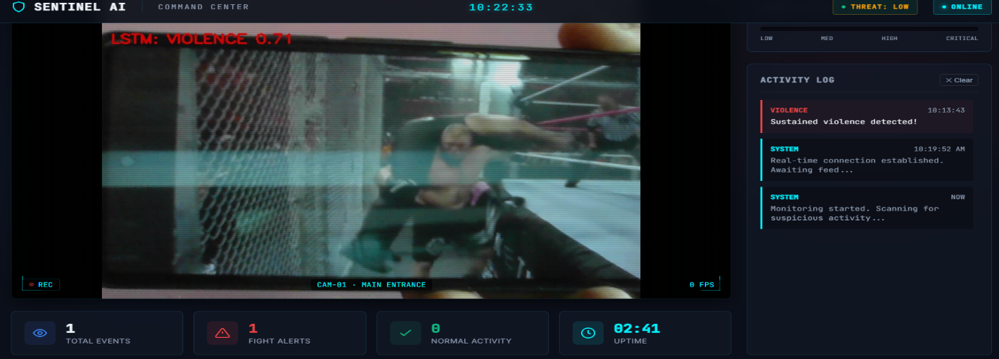 SENTINEL AI
COMMAND CENTER
10:22:33
THREAT: LOW
ONLINE
LSTM: VIOLENCE 0.71
REC
CAM-01 · MAIN ENTRANCE
0 FPS
1
TOTAL EVENTS
1
FIGHT ALERTS
0
NORMAL ACTIVITY
02:41
UPTIME
LOW MED HIGH CRITICAL
ACTIVITY LOG
× Clear
VIOLENCE 10:13:43
Sustained violence detected!
SYSTEM 10:19:52 AM
Real-time connection established.
Awaiting feed...
SYSTEM NOW
Monitoring started. Scanning for
suspicious activity...